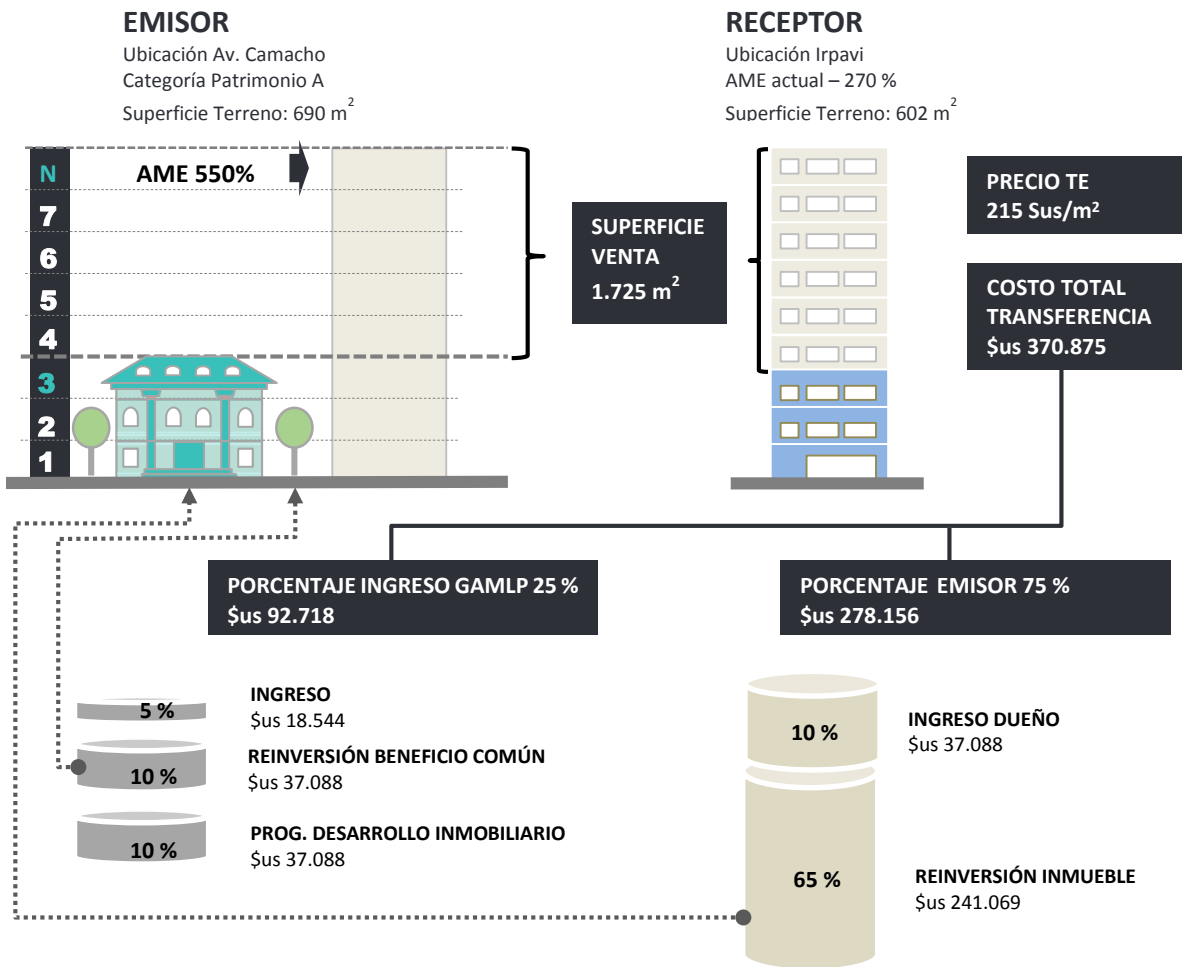 EMISOR
Ubicación Av. Camacho
Categoría Patrimonio A
Superficie Terreno: 690 m²
RECEPTOR
Ubicación Irpavi
AME actual – 270 %
Superficie Terreno: 602 m²
N
7
6
5
4
3
2
1
AME 550%
SUPERFICIE
VENTA
1.725 m²
PRECIO TE
215 Sus/m²
COSTO TOTAL
TRANSFERENCIA
$us 370.875
PORCENTAJE INGRESO GAMLP 25 %
$us 92.718
PORCENTAJE EMISOR 75 %
$us 278.156
5 %
INGRESO
$us 18.544
10 %
REINVERSIÓN BENEFICIO COMÚN
$us 37.088
10 %
PROG. DESARROLLO INMOBILIARIO
$us 37.088
10 %
INGRESO DUEÑO
$us 37.088
65 %
REINVERSIÓN INMUEBLE
$us 241.069